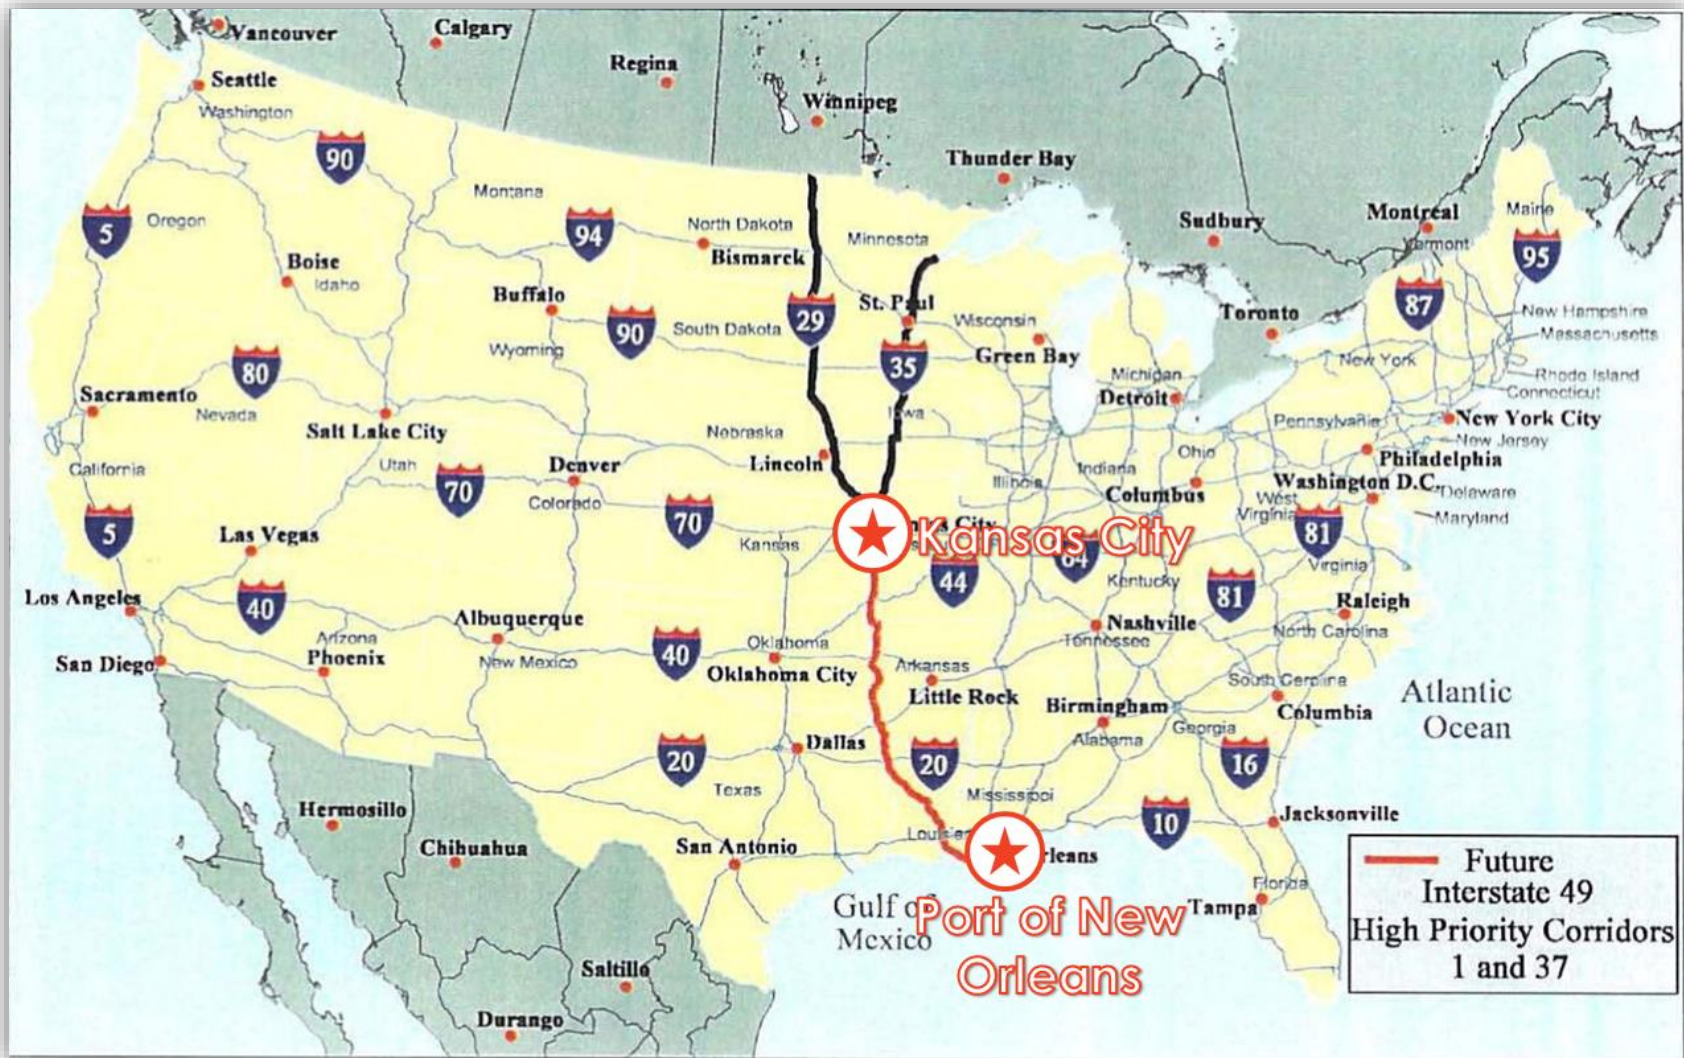 Vancouver
Calgary
Regina
Winnipeg
Thunder Bay
Sudbury
Montreal
Maine
Vermont
Seattle
Washington
90
Montana
5
Oregon
94
North Dakota
Bismarck
Minnesota
95
Boise
Idaho
Buffalo
90
South Dakota
29
St. Paul
Wisconsin
Toronto
87
New Hampshire
Massachusetts
Wyoming
35
Green Bay
Michigan
New York
Rhode Island
Connecticut
80
Sacramento
Nevada
Salt Lake City
Iowa
Detroit
Pennsylvania
New York City
New Jersey
Nebraska
Lincoln
Ohio
Philadelphia
California
Utah
70
Denver
Colorado
Illinois
Indiana
Columbus
Washington D.C.
West
Virginia
Delaware
Maryland
5
Las Vegas
70
Kansas
Kansas City
44
64
Kentucky
81
Virginia
Los Angeles
40
Albuquerque
81
Raleigh
Arizona
Phoenix
New Mexico
40
Oklahoma
Oklahoma City
Nashville
Tennessee
North Carolina
San Diego
Arkansas
Little Rock
Birmingham
Alabama
Georgia
South Carolina
Columbia
Atlantic
Ocean
Dallas
20
Texas
20
16
Mississippi
Hermosillo
Chihuahua
San Antonio
10
Jacksonville
Florida
Tampa
Gulf of
Mexico
Port of New
Orleans
Saltillo
Durango
Future
Interstate 49
High Priority Corridors
1 and 37